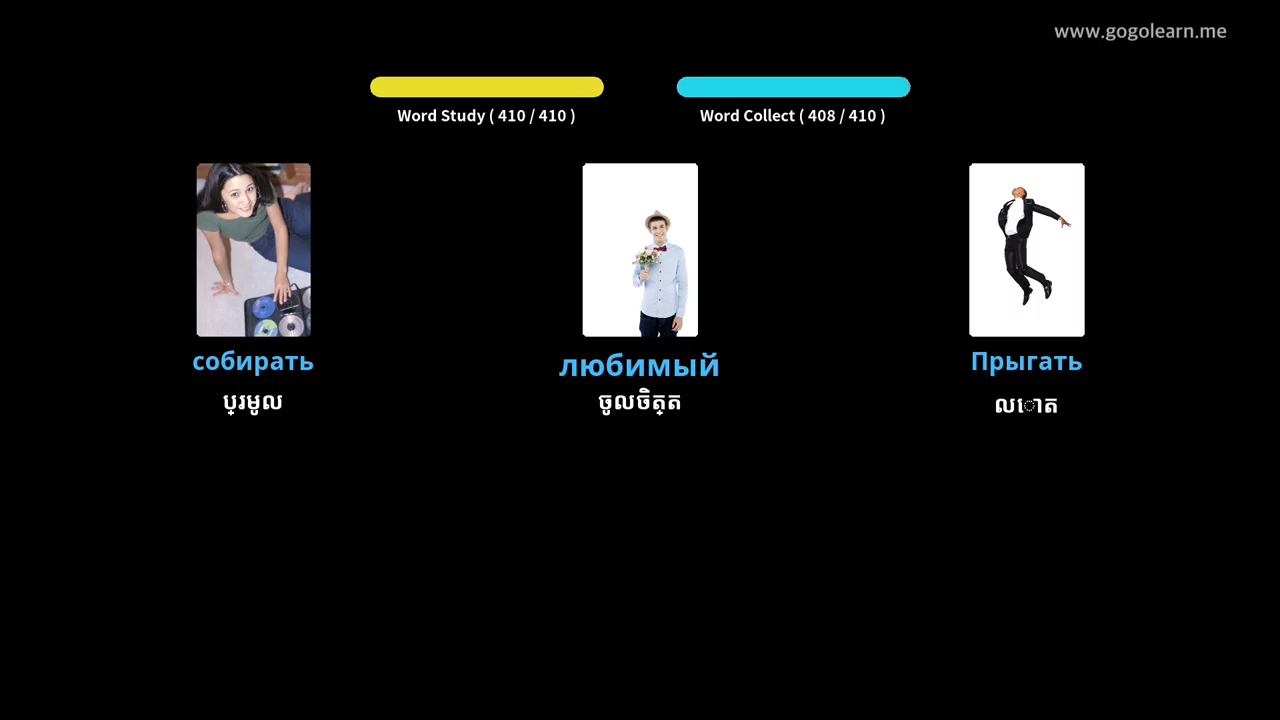 www.gogolearn.me
Word Study ( 410 / 410 )
Word Collect ( 408 / 410 )
собирать
любимый
Прыгать
ប្រមូល
ចូលចិត្ត
លោត